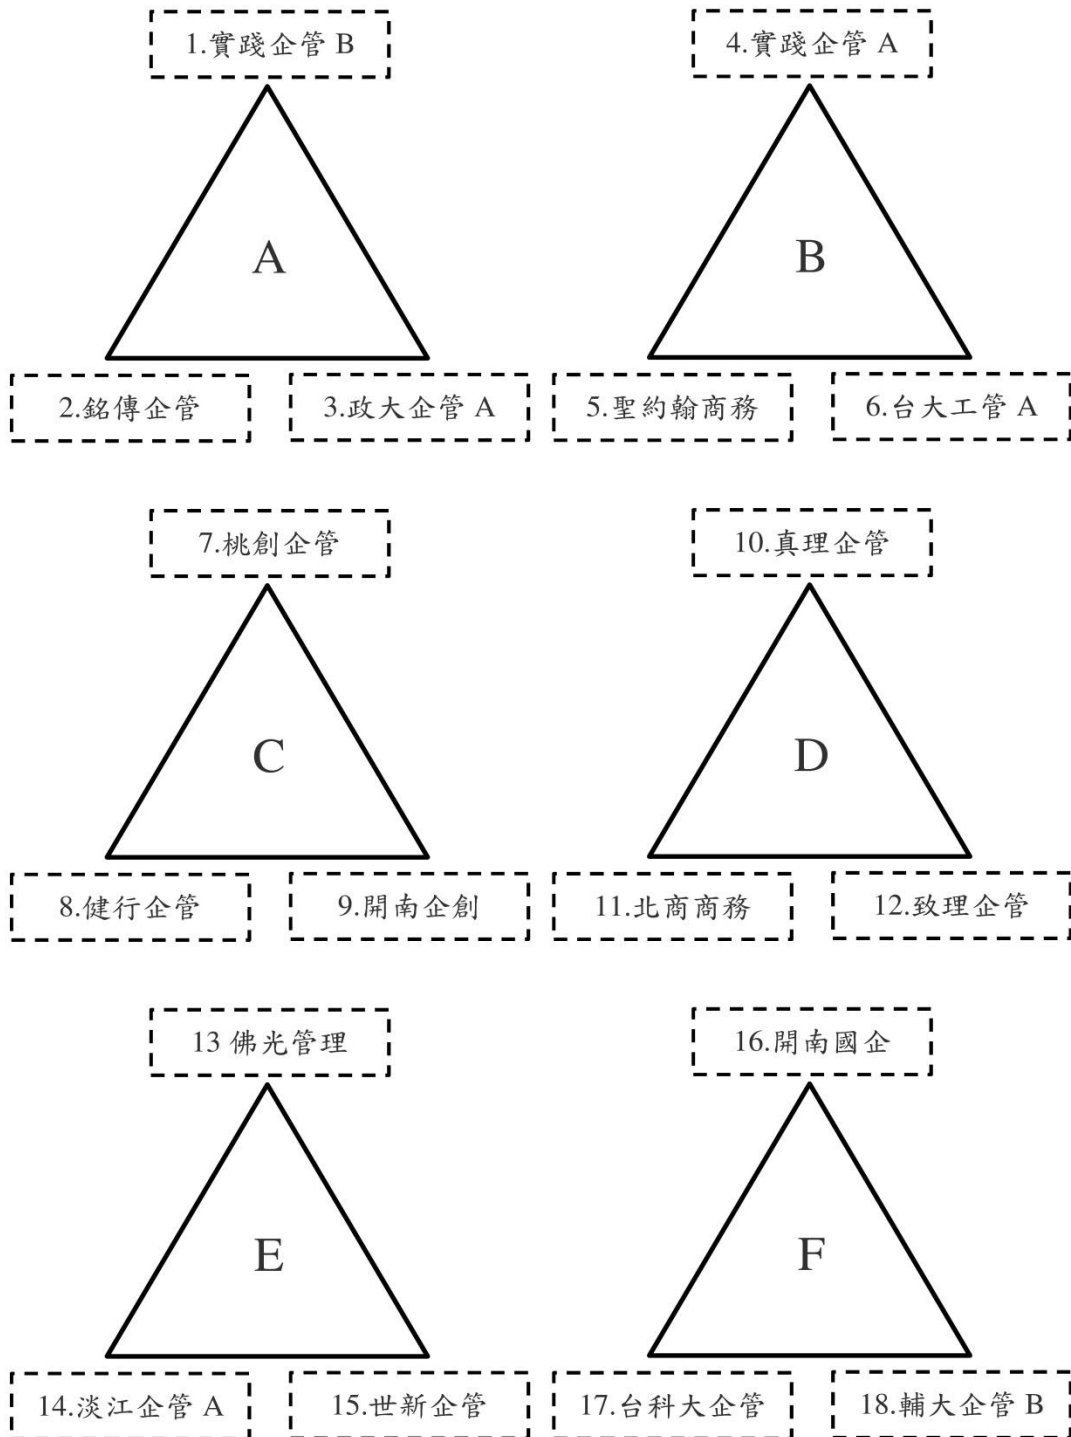 1.實踐企管 B
4.實踐企管 A
A
B
2.銘傳企管
3.政大企管 A
5.聖約翰商務
6.台大工管 A
7.桃創企管
10.真理企管
C
D
8.健行企管
9.開南企創
11.北商商務
12.致理企管
13 佛光管理
16.開南國企
E
F
14.淡江企管 A
15.世新企管
17.台科大企管
18.輔大企管 B